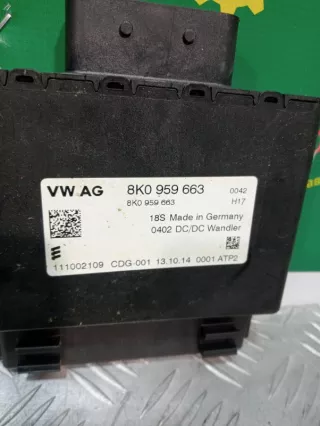 VW AG 8K0 959 663 0042
8K0 959 663 H17
18S Made in Germany
0402 DC/DC Wandler
111002109 CDG-001 13.10.14 0001 ATP2